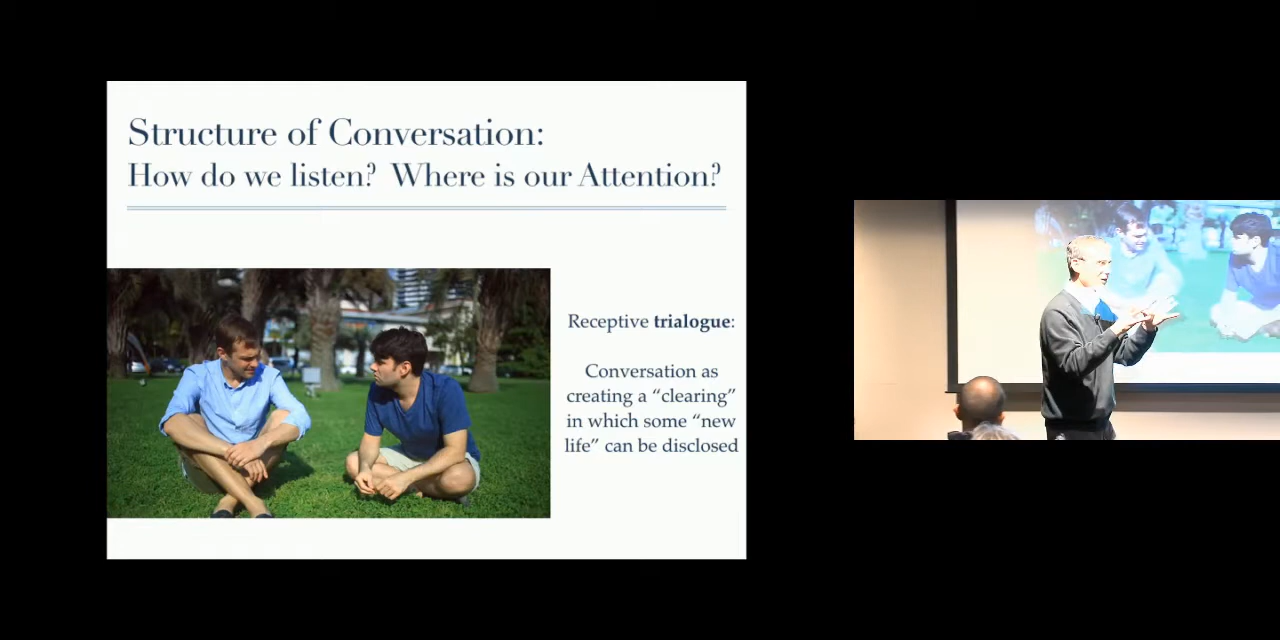 Structure of Conversation:
How do we listen? Where is our Attention?
Receptive trialogue:
Conversation as
creating a “clearing”
in which some “new
life” can be disclosed